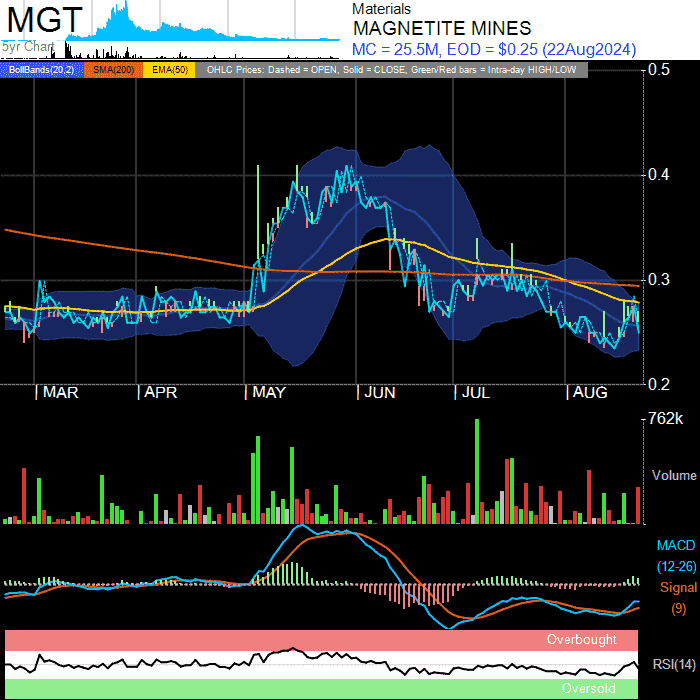 MGT
5yr Chart
Materials
MAGNETITE MINES
MC = 25.5M, EOD = $0.25 (22Aug2024)
BollBands(20,2) SMA(200) EMA(50) OHLC Prices: Dashed = OPEN, Solid = CLOSE, Green/Red bars = Intra-day HIGH/LOW
0.5
0.4
0.3
0.2
MAR APR MAY JUN JUL AUG
762k
Volume
MACD
(12-26)
Signal
(9)
Overbought
RSI(14)
Oversold